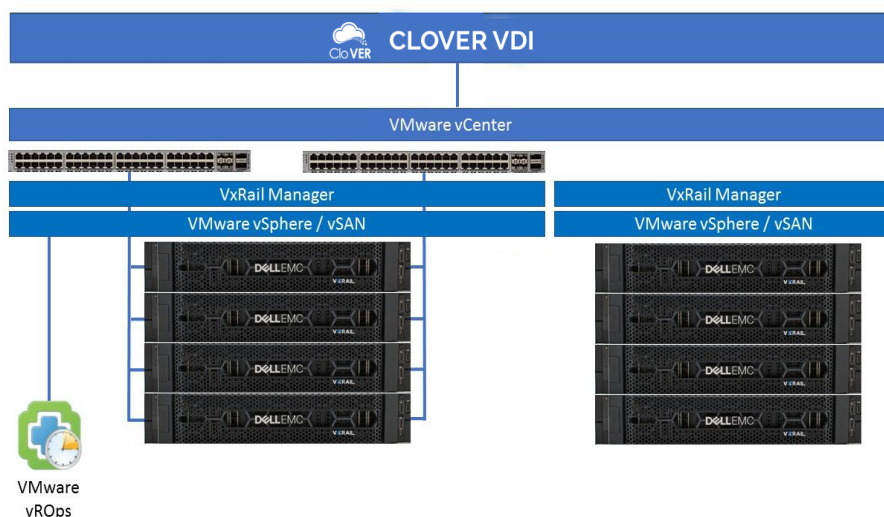 CloVER CLOVER VDI
VMware vCenter
VxRail Manager
VxRail Manager
VMware vSphere / vSAN
VMware vSphere / vSAN
DELLEMC
VXRAIL
DELLEMC
VXRAIL
DELLEMC
VXRAIL
DELLEMC
VXRAIL
DELLEMC
VXRAIL
DELLEMC
VXRAIL
DELLEMC
VXRAIL
DELLEMC
VXRAIL
VMware
vROps